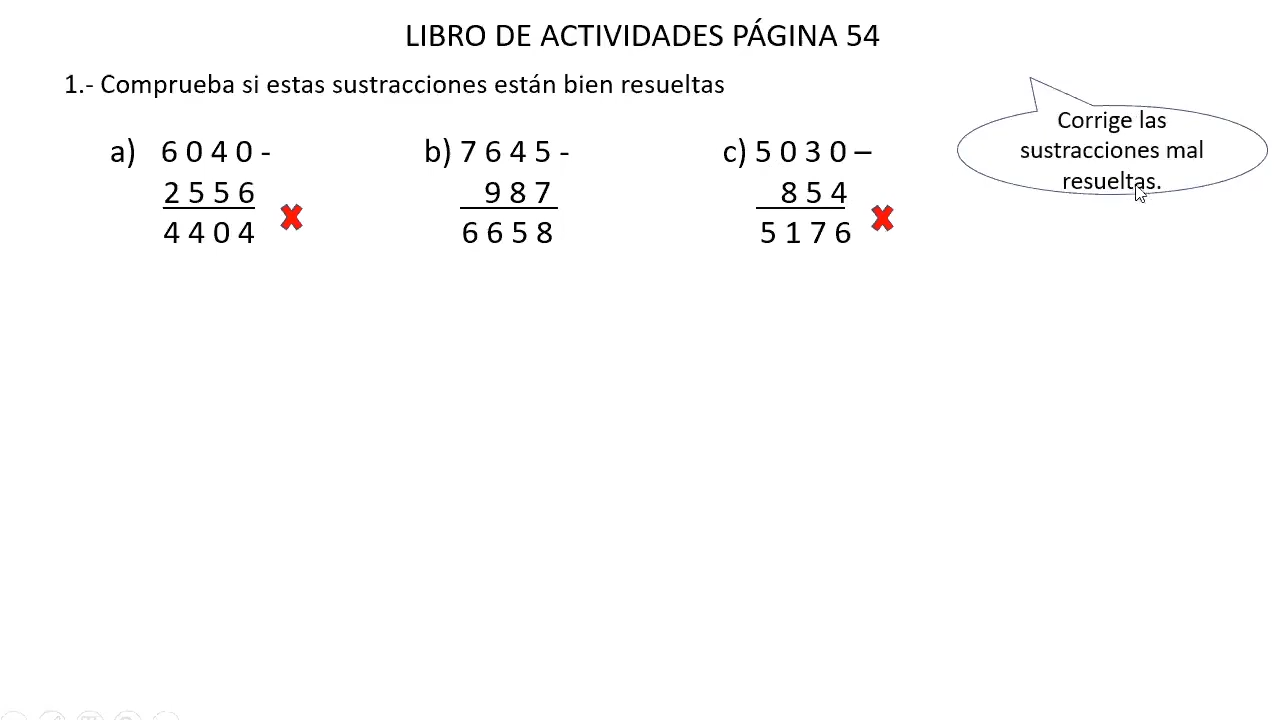 LIBRO DE ACTIVIDADES PÁGINA 54
1.- Comprueba si estas sustracciones están bien resueltas
a) 6 0 4 0 -
2 5 5 6
4 4 0 4
b) 7 6 4 5 -
9 8 7
6 6 5 8
c) 5 0 3 0 –
8 5 4
5 1 7 6
Corrige las
sustracciones mal
resueltas.